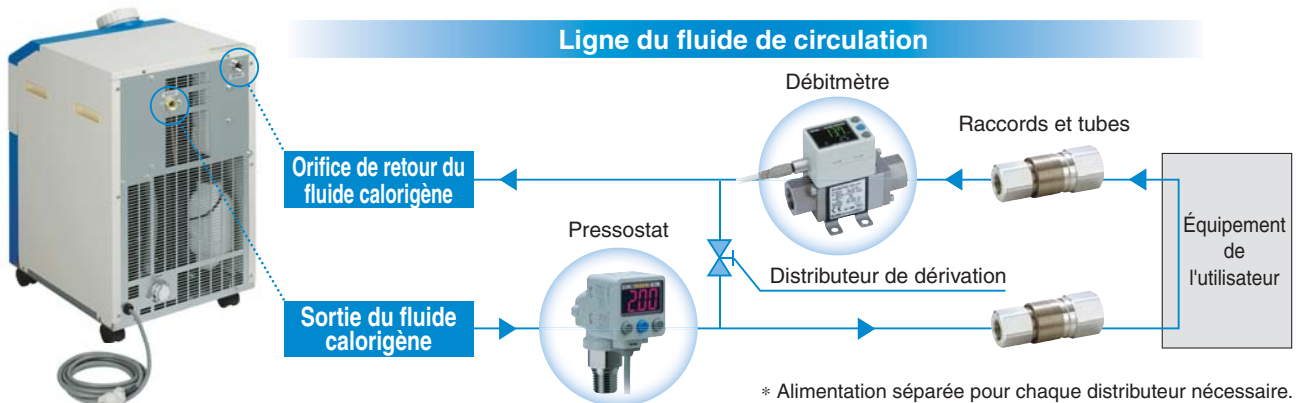 Ligne du fluide de circulation
Débitmètre
Raccords et tubes
Orifice de retour du
fluide calorigène
Pressostat
Équipement
de
l'utilisateur
Distributeur de dérivation
Sortie du fluide
calorigène
200
* Alimentation séparée pour chaque distributeur nécessaire.